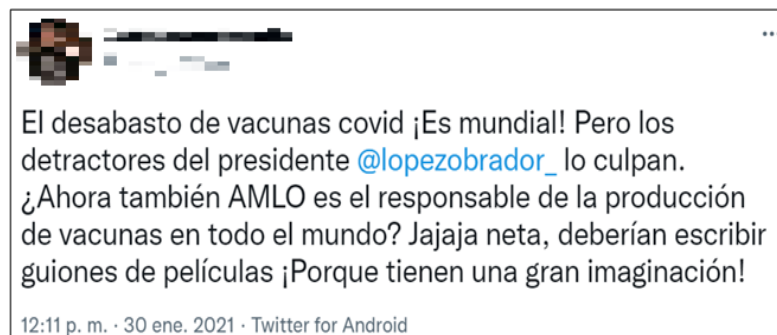 El desabasto de vacunas covid ¡Es mundial! Pero los
detractores del presidente @lopezobrador_ lo culpan.
¿Ahora también AMLO es el responsable de la producción
de vacunas en todo el mundo? Jajaja neta, deberían escribir
guiones de películas ¡Porque tienen una gran imaginación!
12:11 p. m. · 30 ene. 2021 · Twitter for Android